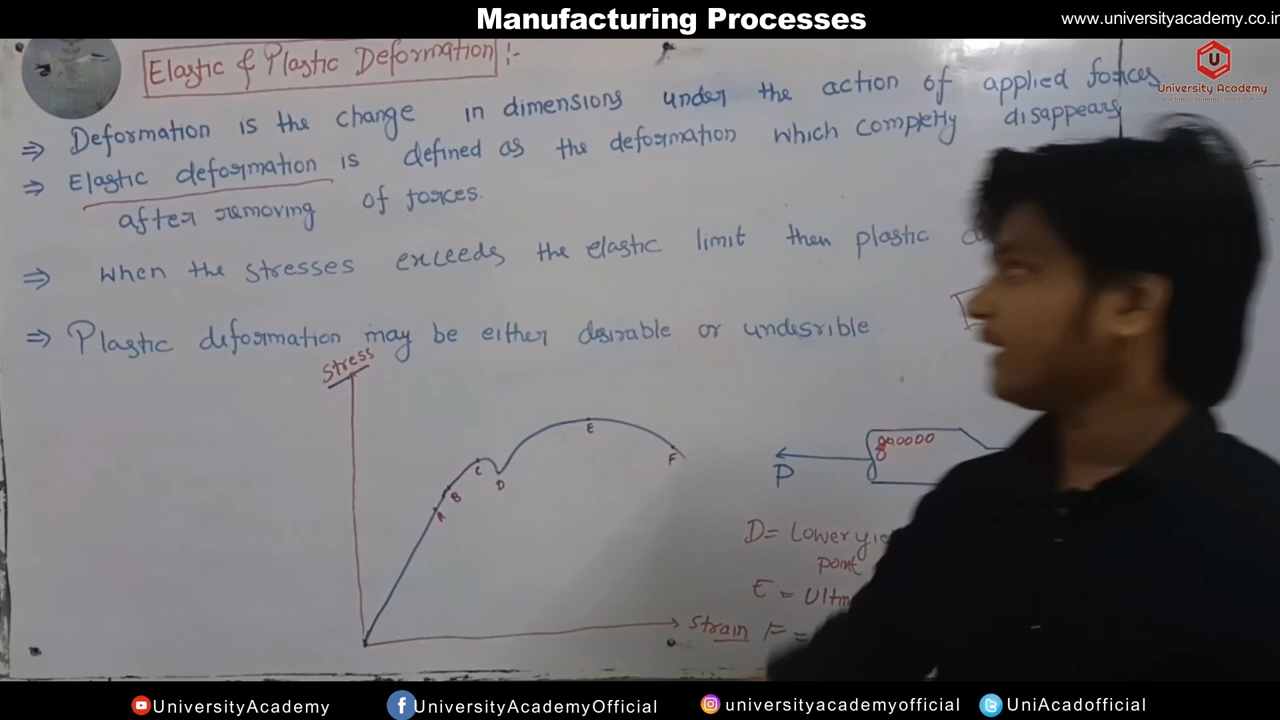 Manufacturing Processes
www.universityacademy.co.in
University Academy
Elastic & Plastic Deformation :-
⇒ Deformation is the change in dimensions under the action of applied forces
⇒ Elastic deformation is defined as the deformation which completly disappears
after removing of forces.
⇒ When the stresses exceeds the elastic limit then plastic
⇒ Plastic deformation may be either desirable or undesrible
Stress
E
C
F
D
B
A
P
D = Lower
point
E =
Strain F =
/UniversityAcademy
/UniversityAcademyOfficial
/universityacademyofficial
/UniAcadofficial